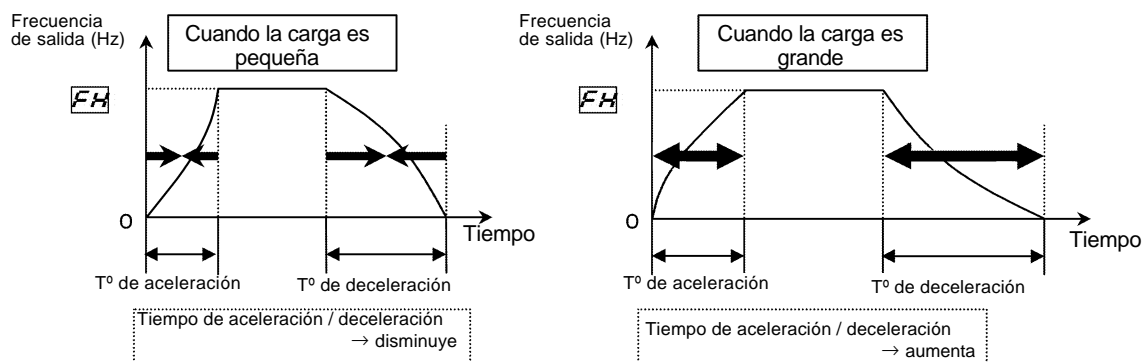 Frecuencia
de salida (Hz)
Cuando la carga es
pequeña
FH
0
Tiempo
Tº de aceleración
Tº de deceleración
Tiempo de aceleración / deceleración
→ disminuye
Frecuencia
de salida (Hz)
Cuando la carga es
grande
FH
0
Tiempo
Tº de aceleración
Tº de deceleración
Tiempo de aceleración / deceleración
→ aumenta